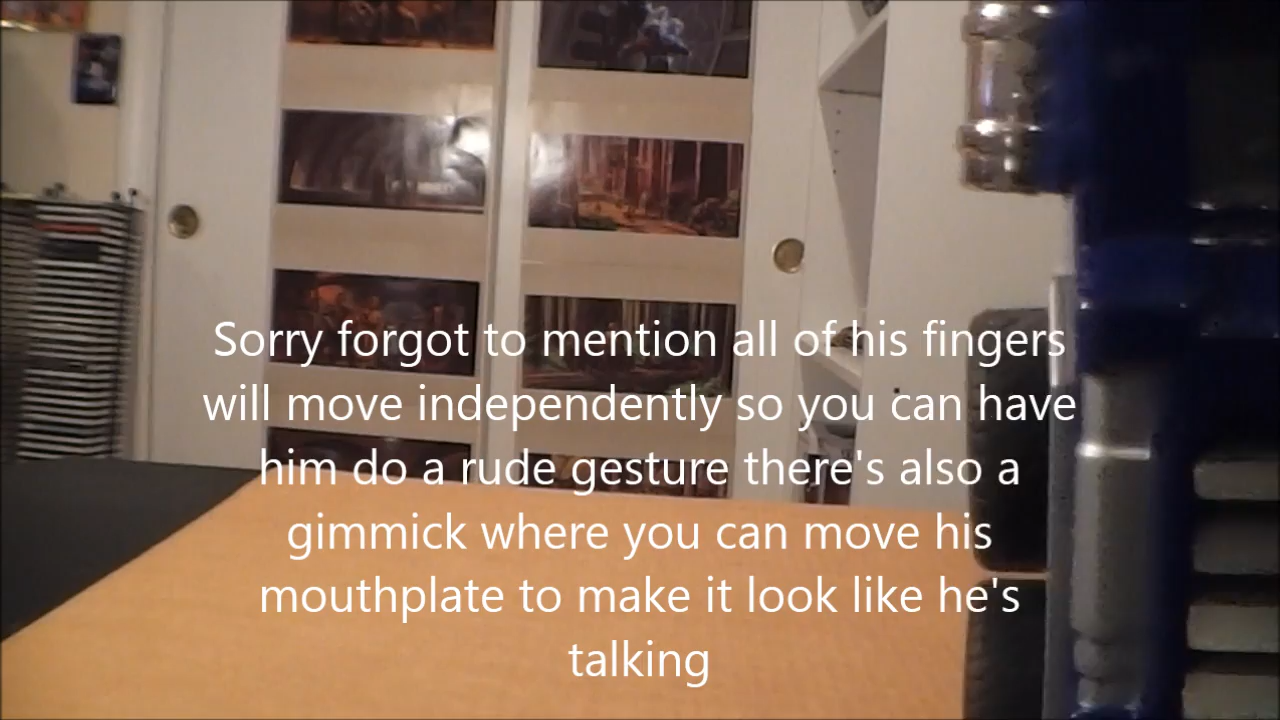 Sorry forgot to mention all of his fingers
will move independently so you can have
him do a rude gesture there's also a
gimmick where you can move his
mouthplate to make it look like he's
talking